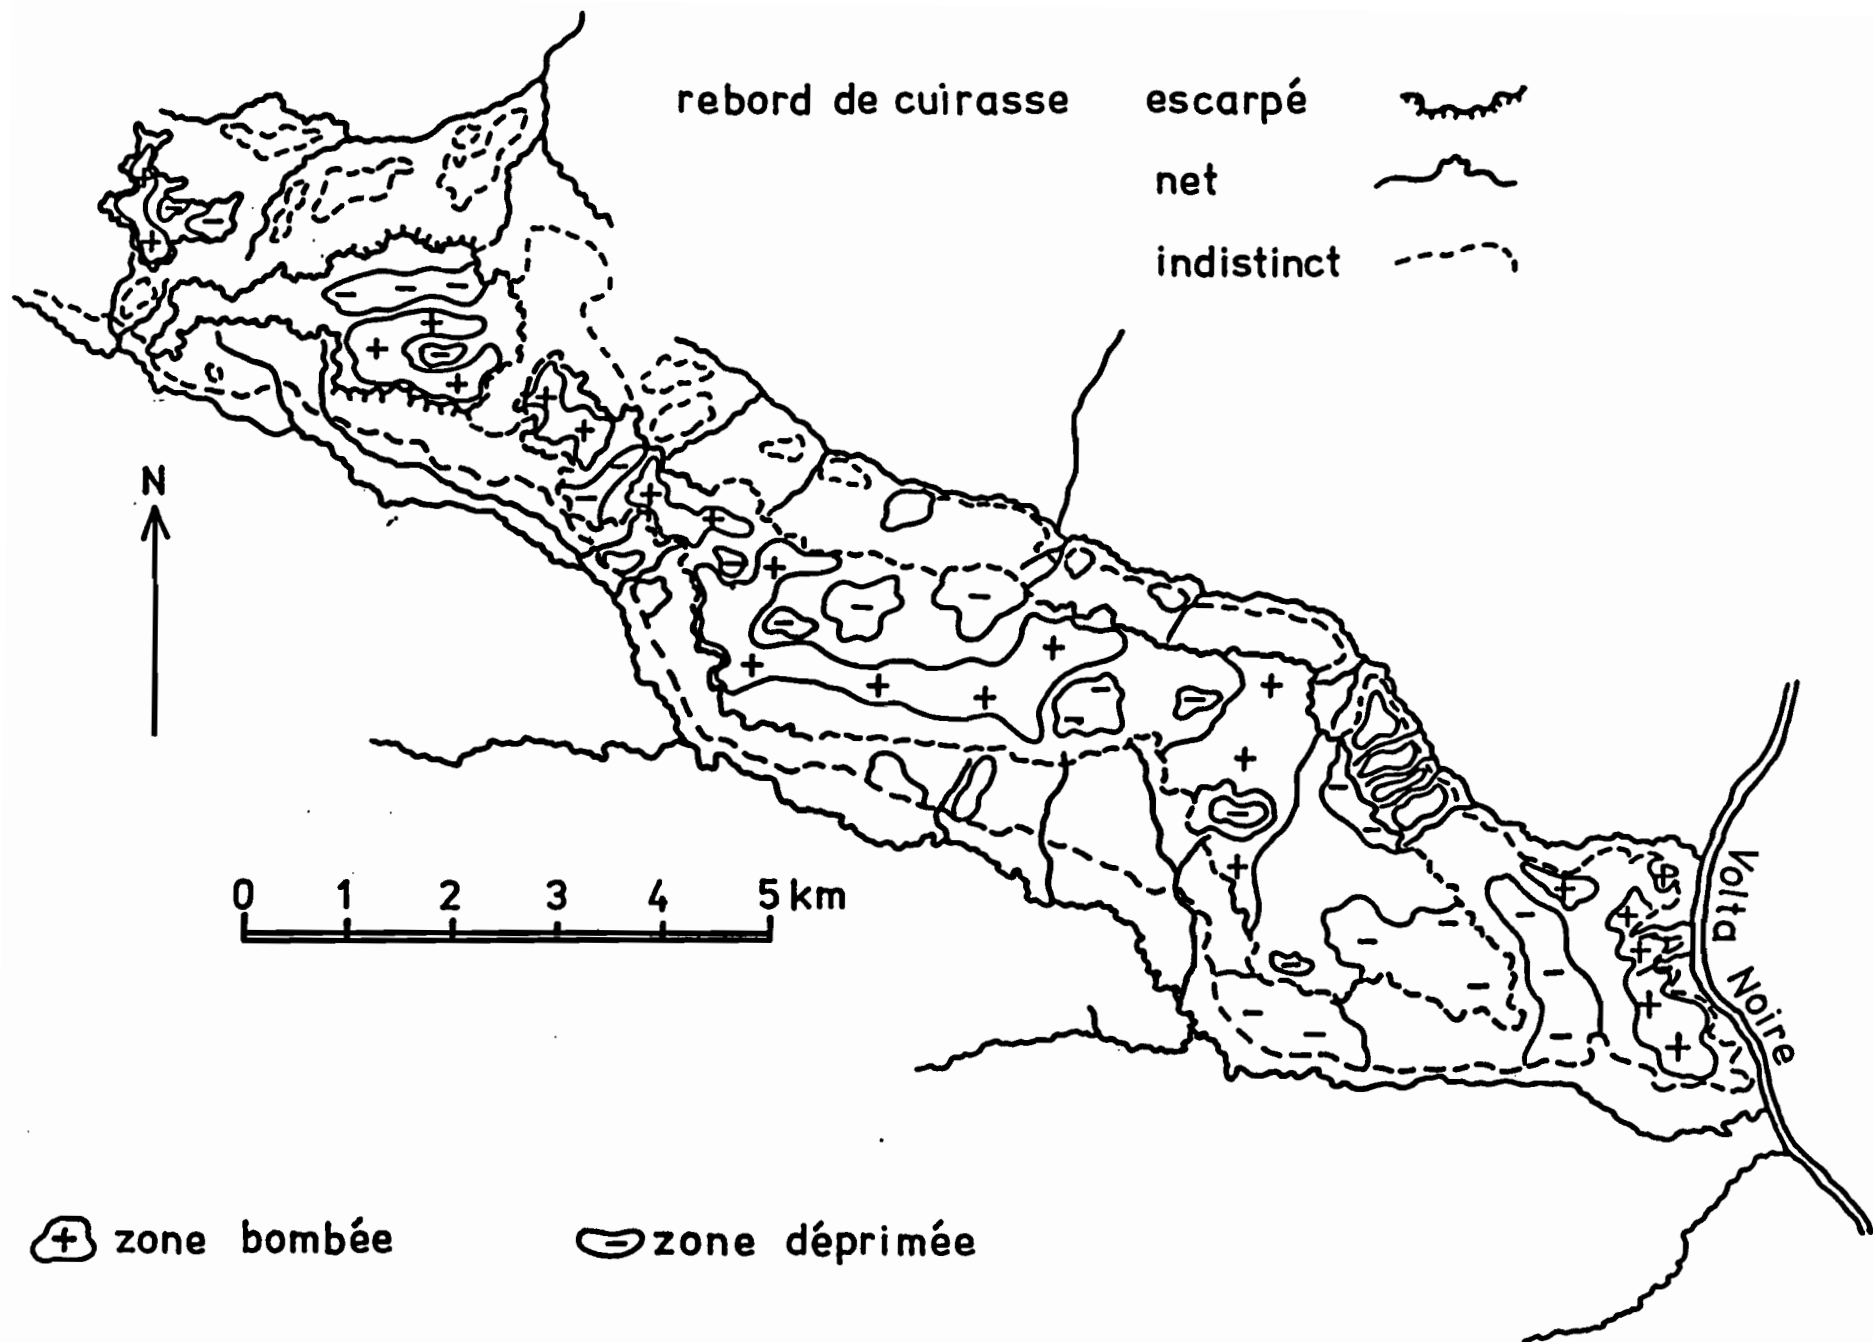 rebord de cuirasse escarpé
net
indistinct
N
0 1 2 3 4 5 km
Volta Noire
zone bombée
zone déprimée